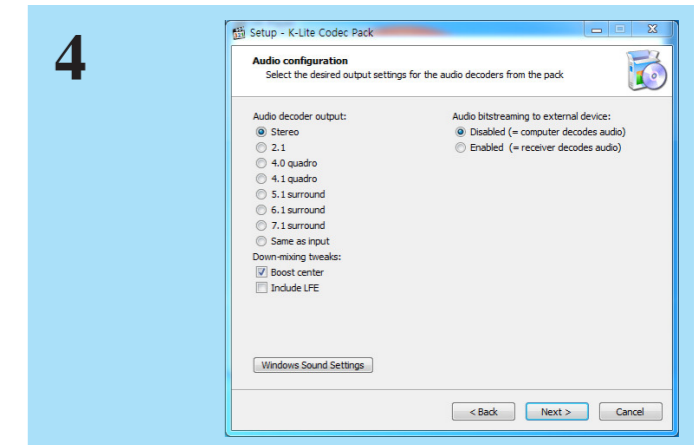 4
Setup - K-Lite Codec Pack
Audio configuration
Select the desired output settings for the audio decoders from the pack
Audio decoder output:
Stereo
2.1
4.0 quadro
4.1 quadro
5.1 surround
6.1 surround
7.1 surround
Same as input
Down-mixing tweaks:
Boost center
Include LFE
Audio bitstreaming to external device:
Disabled (= computer decodes audio)
Enabled (= receiver decodes audio)
Windows Sound Settings
< Back Next > Cancel